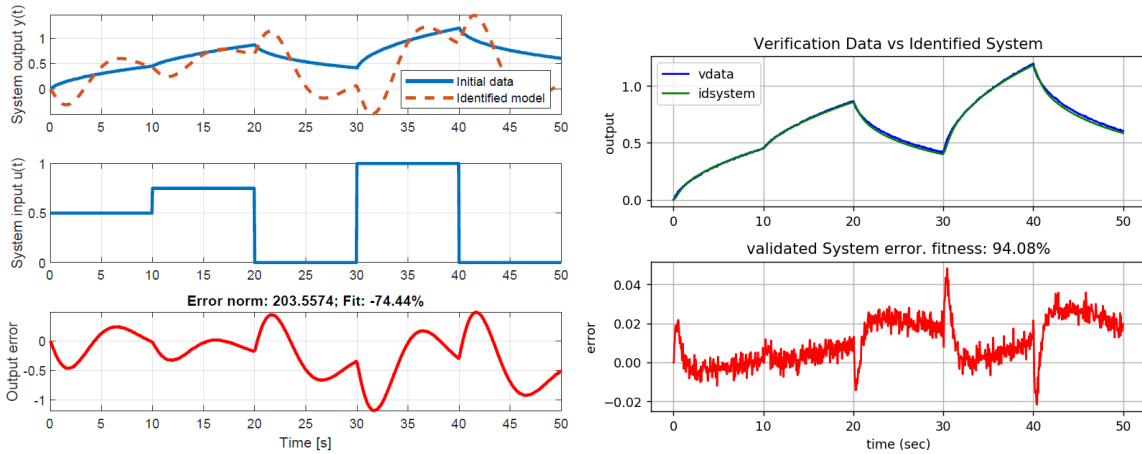 System output y(t)
1
0.5
0
Initial data
Identified model
0 5 10 15 20 25 30 35 40 45 50
System input u(t)
1
0.5
0
0 5 10 15 20 25 30 35 40 45 50
Error norm: 203.5574; Fit: -74.44%
Output error
0
-0.5
-1
0 5 10 15 20 25 30 35 40 45 50
Time [s]
Verification Data vs Identified System
vdata
idsystem
output
1.0
0.5
0.0
0 10 20 30 40 50
validated System error. fitness: 94.08%
error
0.04
0.02
0.00
−0.02
0 10 20 30 40 50
time (sec)